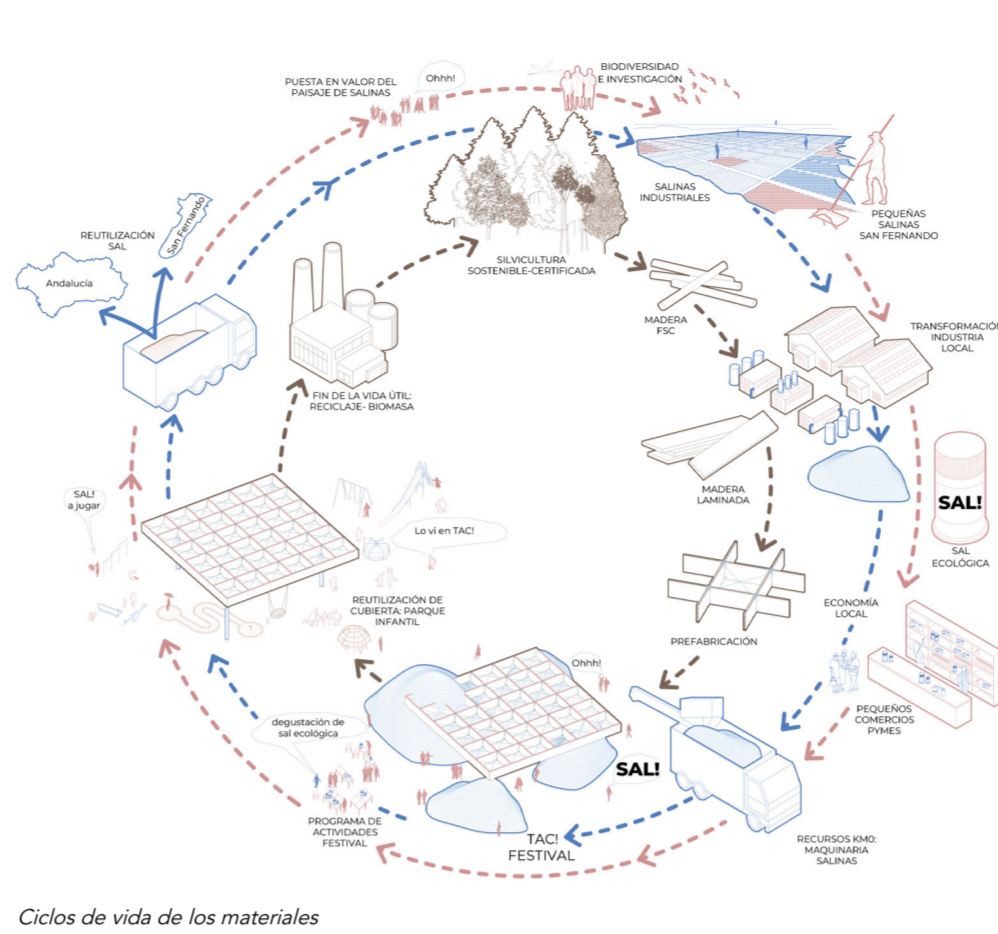 PUESTA EN VALOR DEL
PAISAJE DE SALINAS
Ohhh!
BIODIVERSIDAD
E INVESTIGACIÓN
SALINAS
INDUSTRIALES
PEQUEÑAS
SALINAS
SAN FERNANDO
REUTILIZACIÓN
SAL
San Fernando
Andalucía
SILVICULTURA
SOSTENIBLE-CERTIFICADA
MADERA
FSC
TRANSFORMACIÓN
INDUSTRIA
LOCAL
FIN DE LA VIDA ÚTIL:
RECICLAJE- BIOMASA
MADERA
LAMINADA
SAL!
SAL
ECOLÓGICA
SAL!
a jugar
Lo vi en TAC!
REUTILIZACIÓN DE
CUBIERTA: PARQUE
INFANTIL
PREFABRICACIÓN
ECONOMÍA
LOCAL
PEQUEÑOS
COMERCIOS
PYMES
Ohhh!
degustación de
sal ecológica
SAL!
PROGRAMA DE
ACTIVIDADES
FESTIVAL
TAC!
FESTIVAL
RECURSOS KM0:
MAQUINARIA
SALINAS
Ciclos de vida de los materiales